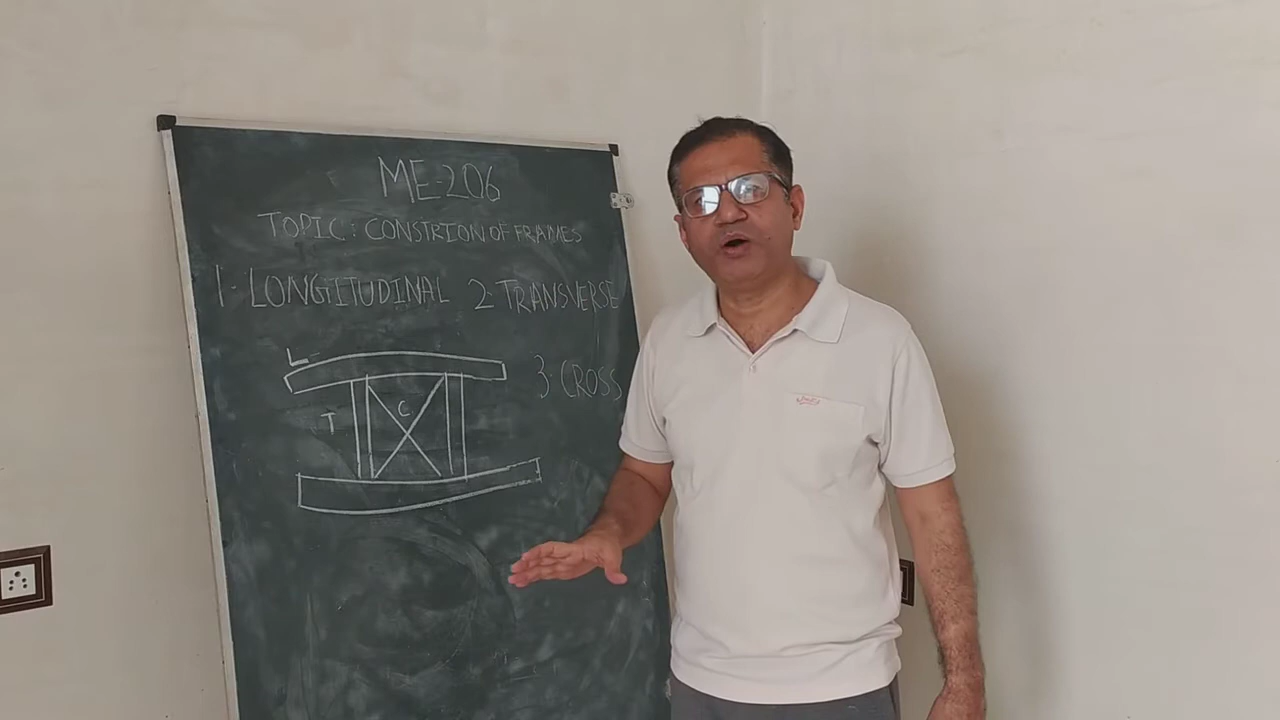 ME-206
TOPIC: CONSTRION OF FRAMES
1. LONGITUDINAL 2. TRANSVERSE
3. CROSS
L
T
C